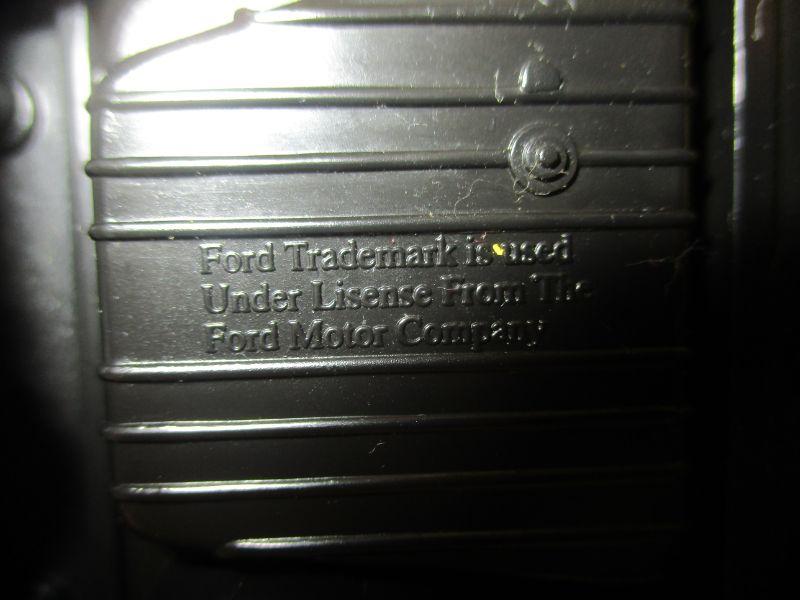 Ford Trademark is used
Under Lisense From The
Ford Motor Company